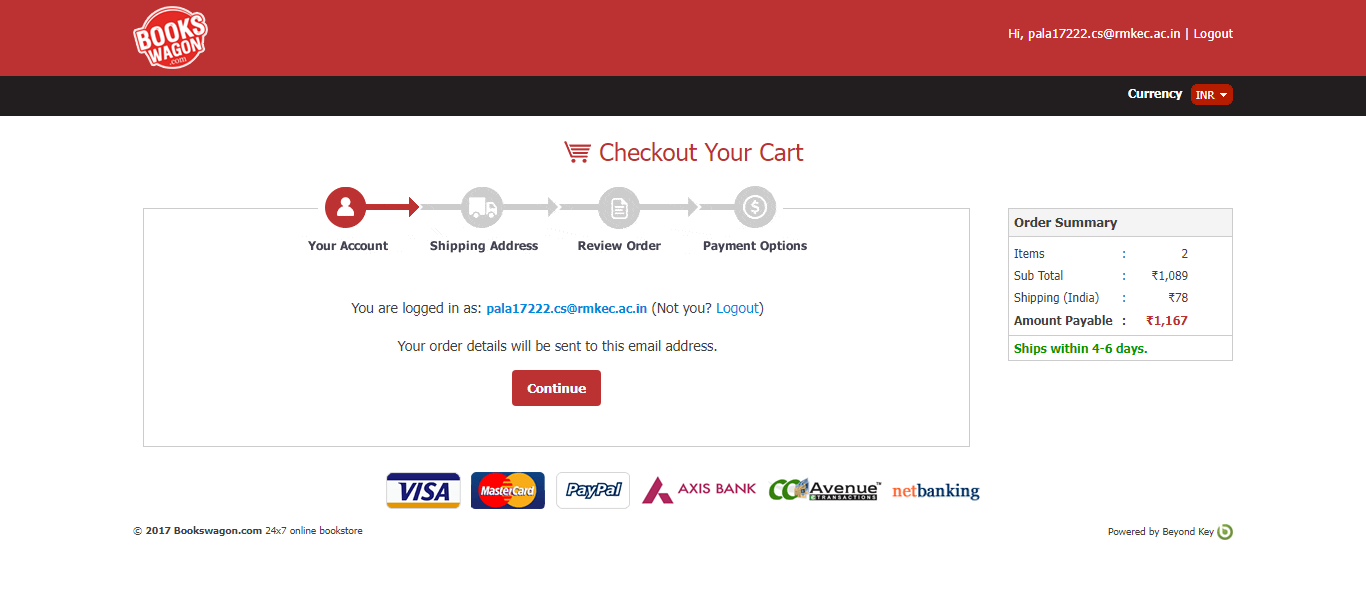 BOOKS
WAGON
.com
Hi, pala17222.cs@rmkec.ac.in | Logout
Currency INR
Checkout Your Cart
Your Account Shipping Address Review Order Payment Options
You are logged in as: pala17222.cs@rmkec.ac.in (Not you? Logout)
Your order details will be sent to this email address.
Continue
Order Summary
Items : 2
Sub Total : ₹1,089
Shipping (India) : ₹78
Amount Payable : ₹1,167
Ships within 4-6 days.
VISA MasterCard PayPal AXIS BANK CCAvenue™ netbanking
E TRANSACTIONS
© 2017 Bookswagon.com 24x7 online bookstore
Powered by Beyond Key